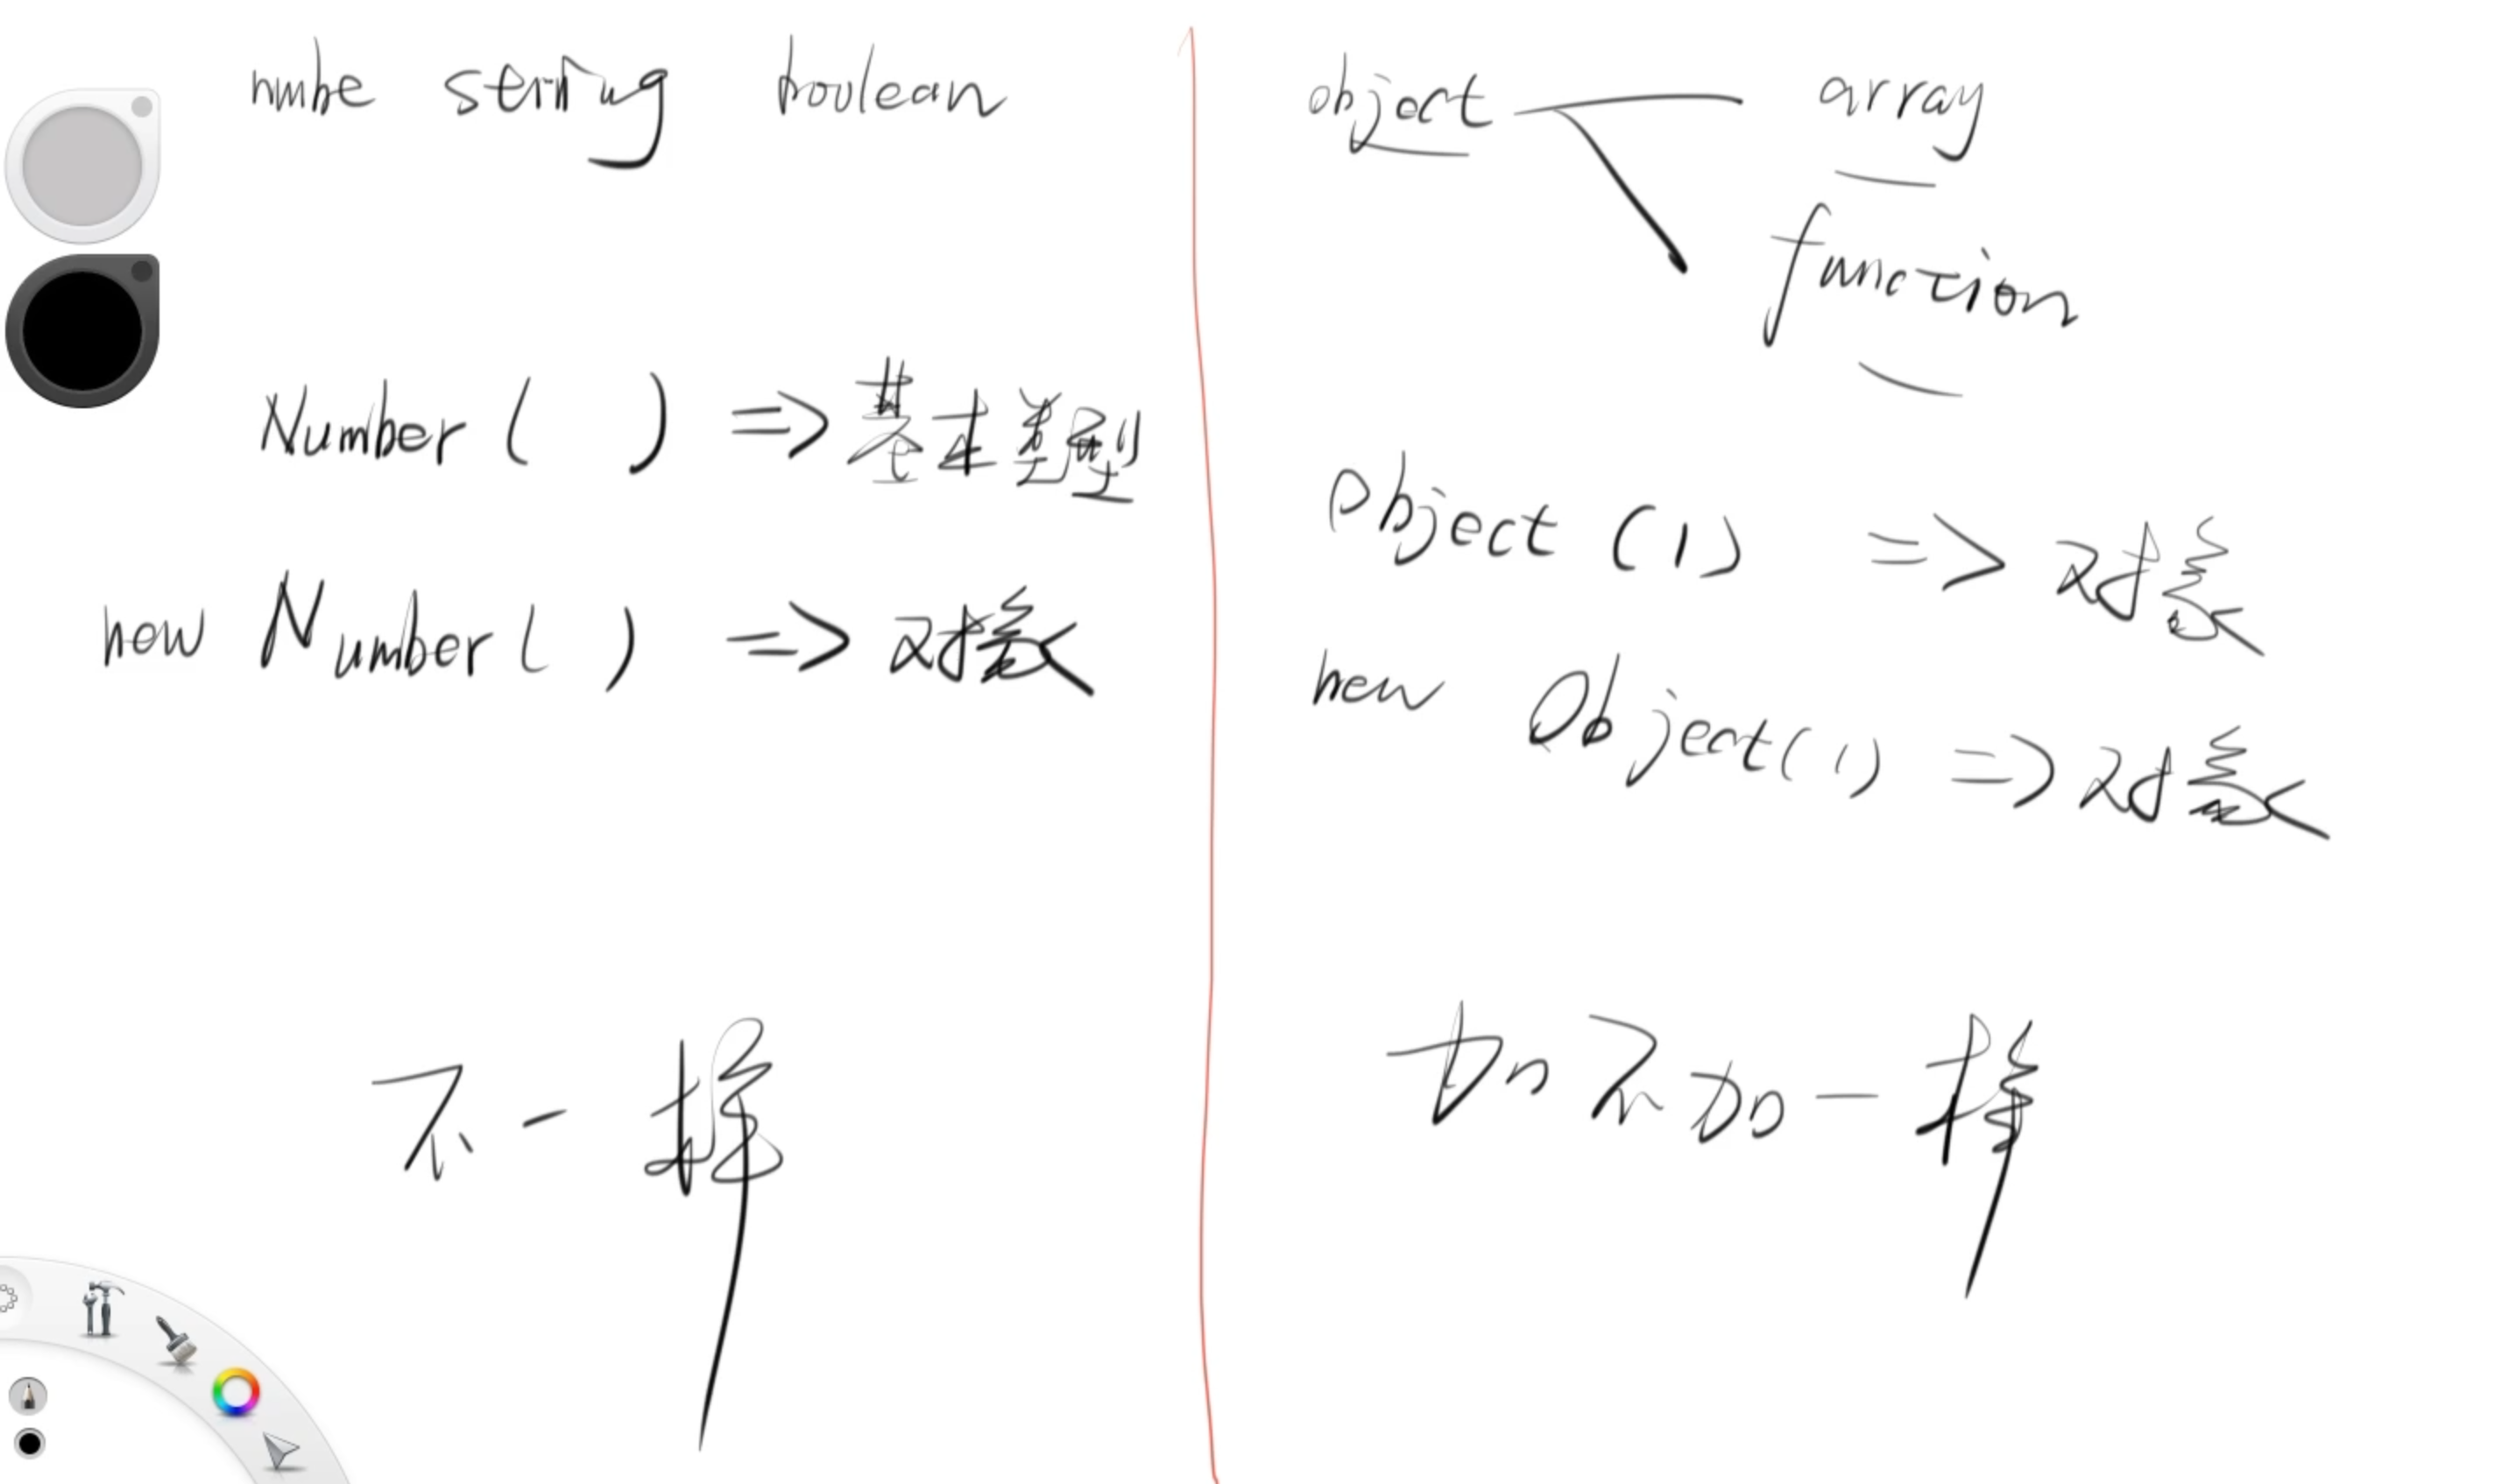 numbe string boolean
Number( ) => 基本类型
new Number( ) => 对象
不一样
object array
function
Object (1) => 对象
new Object(1) => 对象
加不加一样